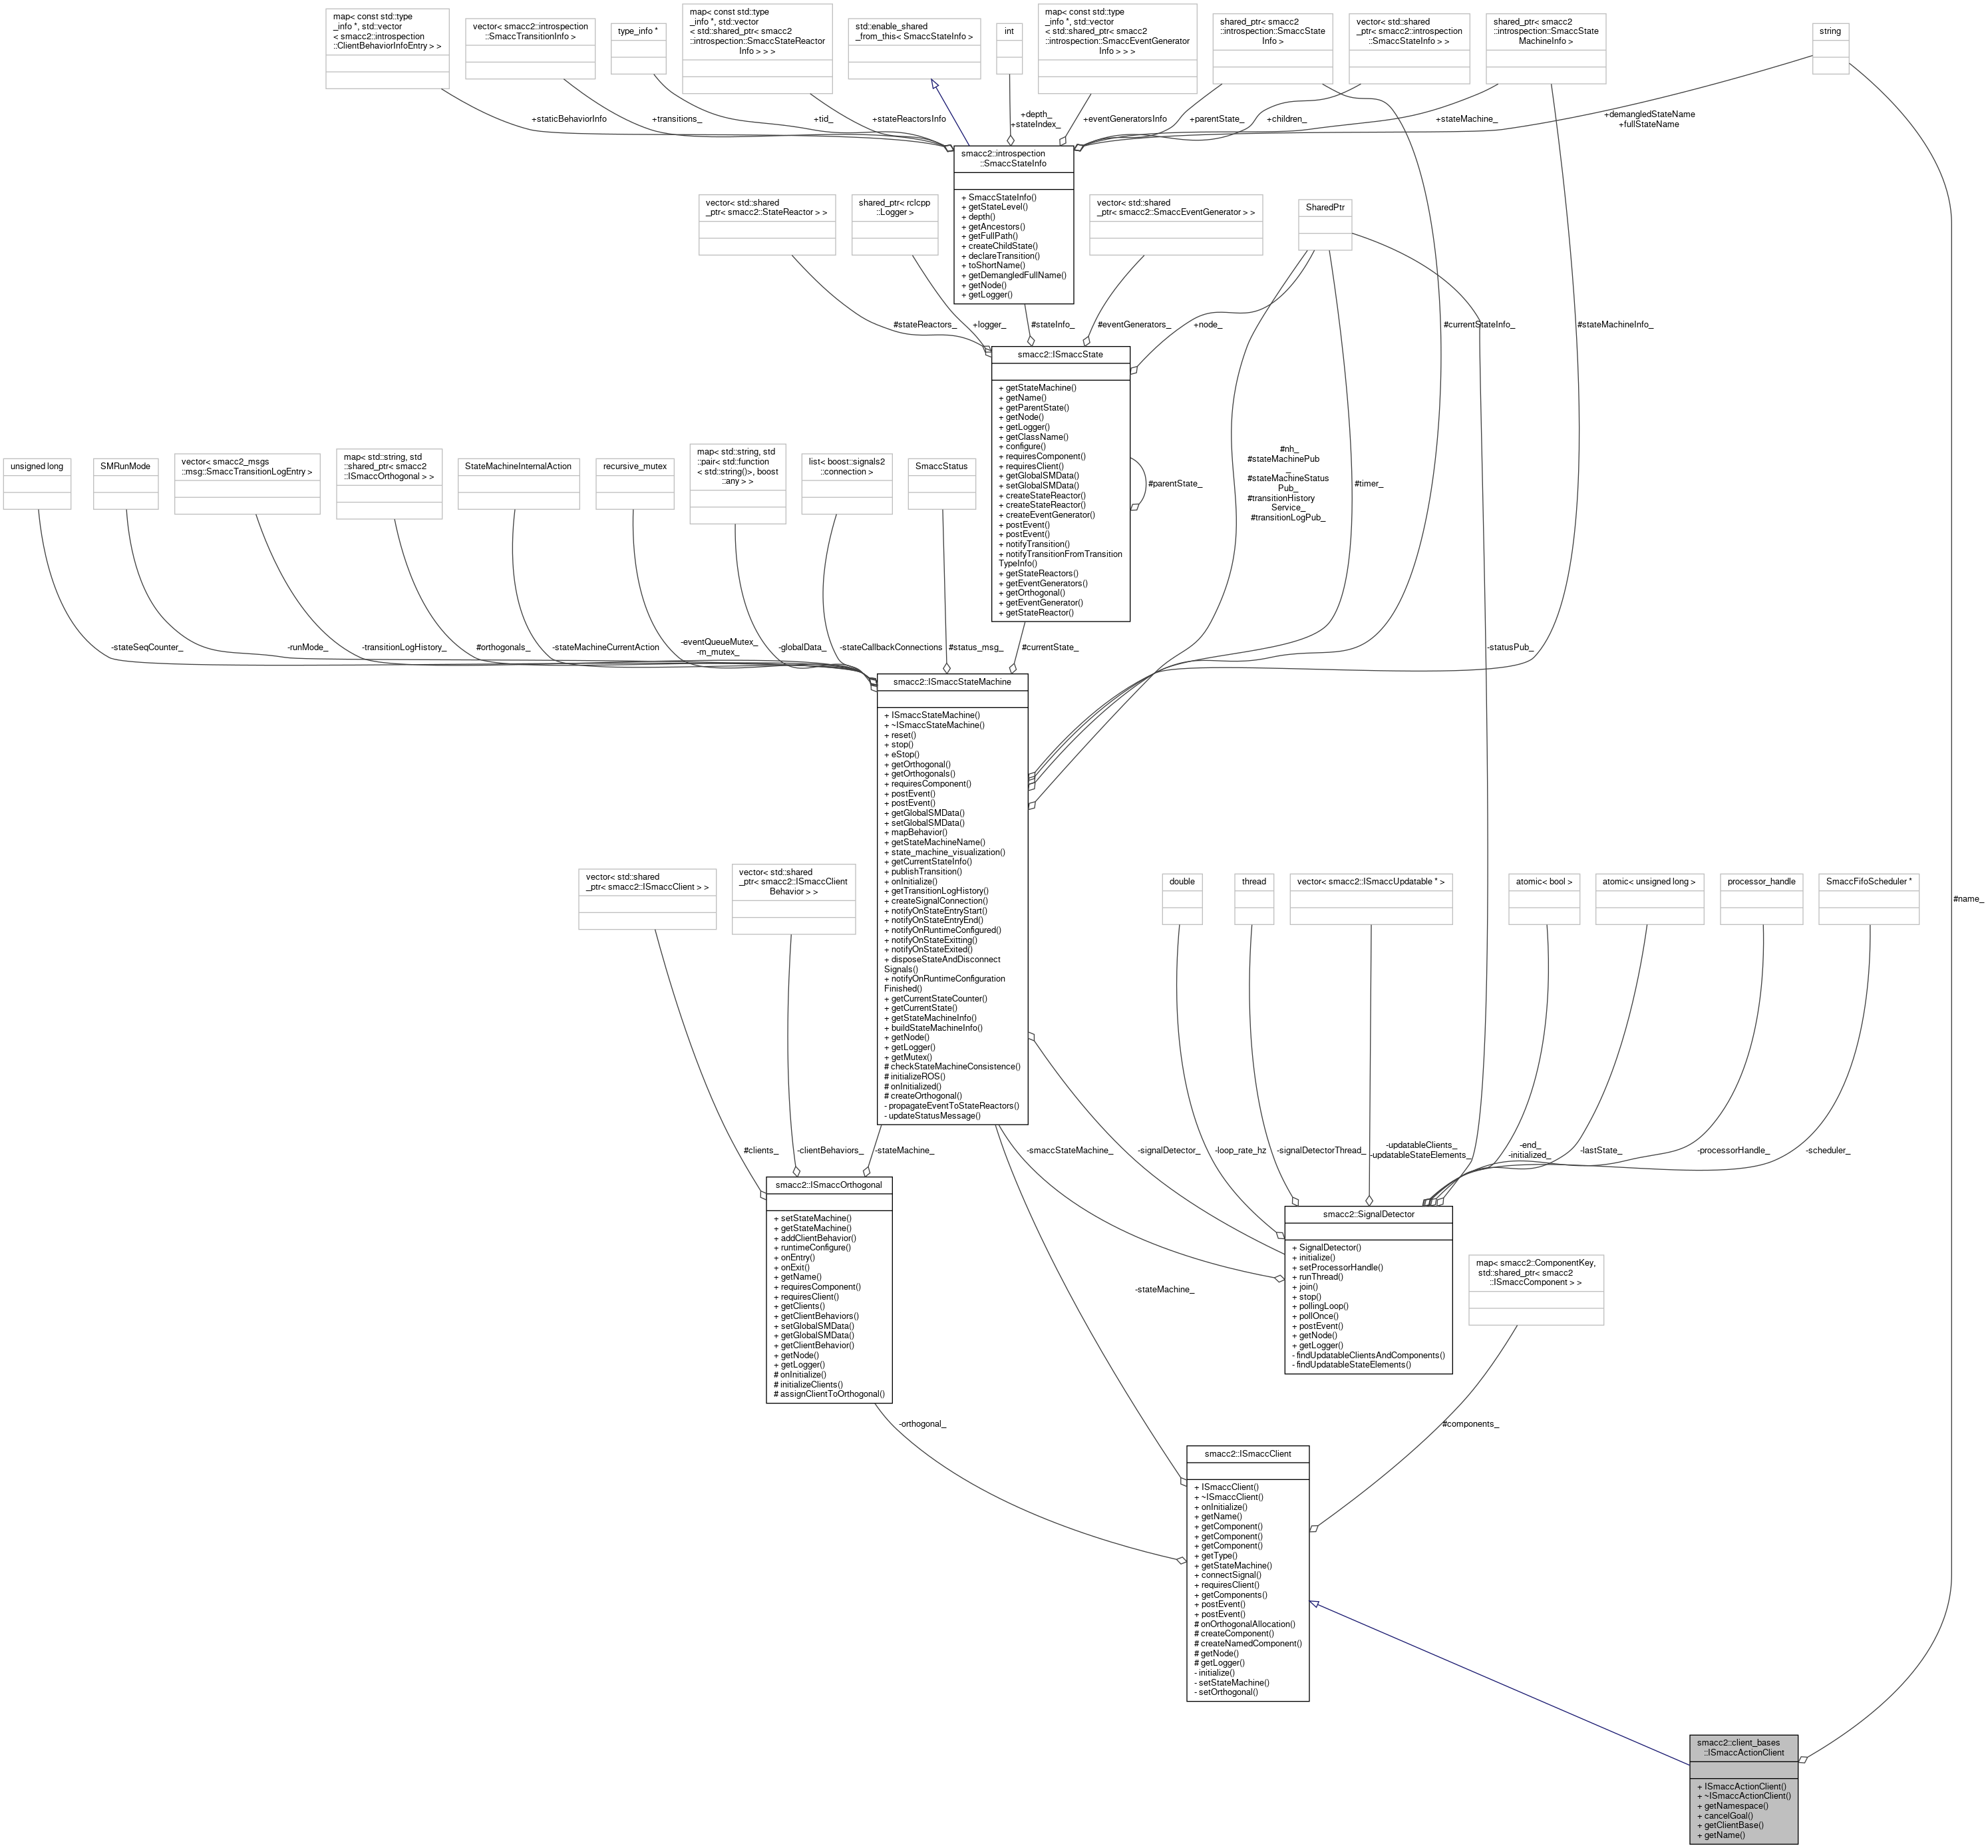 map< const std::type
_info *, std::vector
< smacc2::introspection
::ClientBehaviorInfoEntry > >
vector< smacc2::introspection
::SmaccTransitionInfo >
type_info *
map< const std::type
_info *, std::vector
< std::shared_ptr< smacc2
::introspection::SmaccStateReactor
Info > > >
std::enable_shared
_from_this< SmaccStateInfo >
int
map< const std::type
_info *, std::vector
< std::shared_ptr< smacc2
::introspection::SmaccEventGenerator
Info > > >
shared_ptr< smacc2
::introspection::SmaccState
Info >
vector< std::shared
_ptr< smacc2::introspection
::SmaccStateInfo > >
shared_ptr< smacc2
::introspection::SmaccState
MachineInfo >
string
+staticBehaviorInfo
+transitions_
+tid_
+stateReactorsInfo
+depth_
+stateIndex_
+eventGeneratorsInfo
+parentState_
+children_
+stateMachine_
+demangledStateName
+fullStateName
smacc2::introspection
::SmaccStateInfo
+ SmaccStateInfo()
+ getStateLevel()
+ depth()
+ getAncestors()
+ getFullPath()
+ createChildState()
+ declareTransition()
+ toShortName()
+ getDemangledFullName()
+ getNode()
+ getLogger()
vector< std::shared
_ptr< smacc2::StateReactor > >
shared_ptr< rclcpp
::Logger >
vector< std::shared
_ptr< smacc2::SmaccEventGenerator > >
SharedPtr
#stateReactors_
+logger_
#stateInfo_
#eventGenerators_
+node_
#currentStateInfo_
#stateMachineInfo_
smacc2::ISmaccState
+ getStateMachine()
+ getName()
+ getParentState()
+ getNode()
+ getLogger()
+ getClassName()
+ configure()
+ requiresComponent()
+ requiresClient()
+ getGlobalSMData()
+ setGlobalSMData()
+ createStateReactor()
+ createStateReactor()
+ createEventGenerator()
+ postEvent()
+ postEvent()
+ notifyTransition()
+ notifyTransitionFromTransition
TypeInfo()
+ getStateReactors()
+ getEventGenerators()
+ getOrthogonal()
+ getEventGenerator()
+ getStateReactor()
#parentState_
#nh_
#stateMachinePub
_
#stateMachineStatus
Pub_
#transitionHistory
Service_
#transitionLogPub_
#timer_
unsigned long
SMRunMode
vector< smacc2_msgs
::msg::SmaccTransitionLogEntry >
map< std::string, std
::shared_ptr< smacc2
::ISmaccOrthogonal > >
StateMachineInternalAction
recursive_mutex
map< std::string, std
::pair< std::function
< std::string()>, boost
::any > >
list< boost::signals2
::connection >
SmaccStatus
-stateSeqCounter_
-runMode_
-transitionLogHistory_
#orthogonals_
-stateMachineCurrentAction
-eventQueueMutex_
-m_mutex_
-globalData_
-stateCallbackConnections
#status_msg_
#currentState_
-statusPub_
smacc2::ISmaccStateMachine
+ ISmaccStateMachine()
+ ~ISmaccStateMachine()
+ reset()
+ stop()
+ eStop()
+ getOrthogonal()
+ getOrthogonals()
+ requiresComponent()
+ postEvent()
+ postEvent()
+ getGlobalSMData()
+ setGlobalSMData()
+ mapBehavior()
+ getStateMachineName()
+ state_machine_visualization()
+ getCurrentStateInfo()
+ publishTransition()
+ onInitialize()
+ getTransitionLogHistory()
+ createSignalConnection()
+ notifyOnStateEntryStart()
+ notifyOnStateEntryEnd()
+ notifyOnRuntimeConfigured()
+ notifyOnStateExitting()
+ notifyOnStateExited()
+ disposeStateAndDisconnect
Signals()
+ notifyOnRuntimeConfiguration
Finished()
+ getCurrentStateCounter()
+ getCurrentState()
+ getStateMachineInfo()
+ buildStateMachineInfo()
+ getNode()
+ getLogger()
+ getMutex()
# checkStateMachineConsistence()
# initializeROS()
# onInitialized()
# createOrthogonal()
- propagateEventToStateReactors()
- updateStatusMessage()
vector< std::shared
_ptr< smacc2::ISmaccClient > >
vector< std::shared
_ptr< smacc2::ISmaccClient
Behavior > >
double
thread
vector< smacc2::ISmaccUpdatable * >
atomic< bool >
atomic< unsigned long >
processor_handle
SmaccFifoScheduler *
#name_
#clients_
-clientBehaviors_
-stateMachine_
-smaccStateMachine_
-signalDetector_
-loop_rate_hz
-signalDetectorThread_
-updatableClients_
-updatableStateElements_
-end_
-initialized_
-lastState_
-processorHandle_
-scheduler_
smacc2::ISmaccOrthogonal
+ setStateMachine()
+ getStateMachine()
+ addClientBehavior()
+ runtimeConfigure()
+ onEntry()
+ onExit()
+ getName()
+ requiresComponent()
+ requiresClient()
+ getClients()
+ getClientBehaviors()
+ setGlobalSMData()
+ getGlobalSMData()
+ getClientBehavior()
+ getNode()
+ getLogger()
# onInitialize()
# initializeClients()
# assignClientToOrthogonal()
smacc2::SignalDetector
+ SignalDetector()
+ initialize()
+ setProcessorHandle()
+ runThread()
+ join()
+ stop()
+ pollingLoop()
+ pollOnce()
+ postEvent()
+ getNode()
+ getLogger()
- findUpdatableClientsAndComponents()
- findUpdatableStateElements()
map< smacc2::ComponentKey,
std::shared_ptr< smacc2
::ISmaccComponent > >
-stateMachine_
-orthogonal_
#components_
smacc2::ISmaccClient
+ ISmaccClient()
+ ~ISmaccClient()
+ onInitialize()
+ getName()
+ getComponent()
+ getComponent()
+ getComponent()
+ getType()
+ getStateMachine()
+ connectSignal()
+ requiresClient()
+ getComponents()
+ postEvent()
+ postEvent()
# onOrthogonalAllocation()
# createComponent()
# createNamedComponent()
# getNode()
# getLogger()
- initialize()
- setStateMachine()
- setOrthogonal()
smacc2::client_bases
::ISmaccActionClient
+ ISmaccActionClient()
+ ~ISmaccActionClient()
+ getNamespace()
+ cancelGoal()
+ getClientBase()
+ getName()